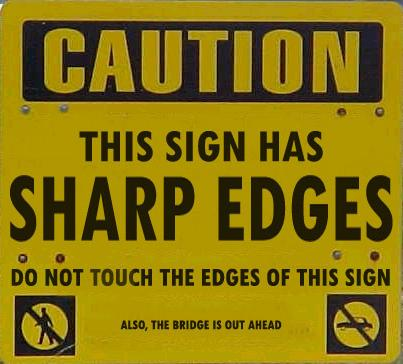 CAUTION
THIS SIGN HAS
SHARP EDGES
DO NOT TOUCH THE EDGES OF THIS SIGN
ALSO, THE BRIDGE IS OUT AHEAD